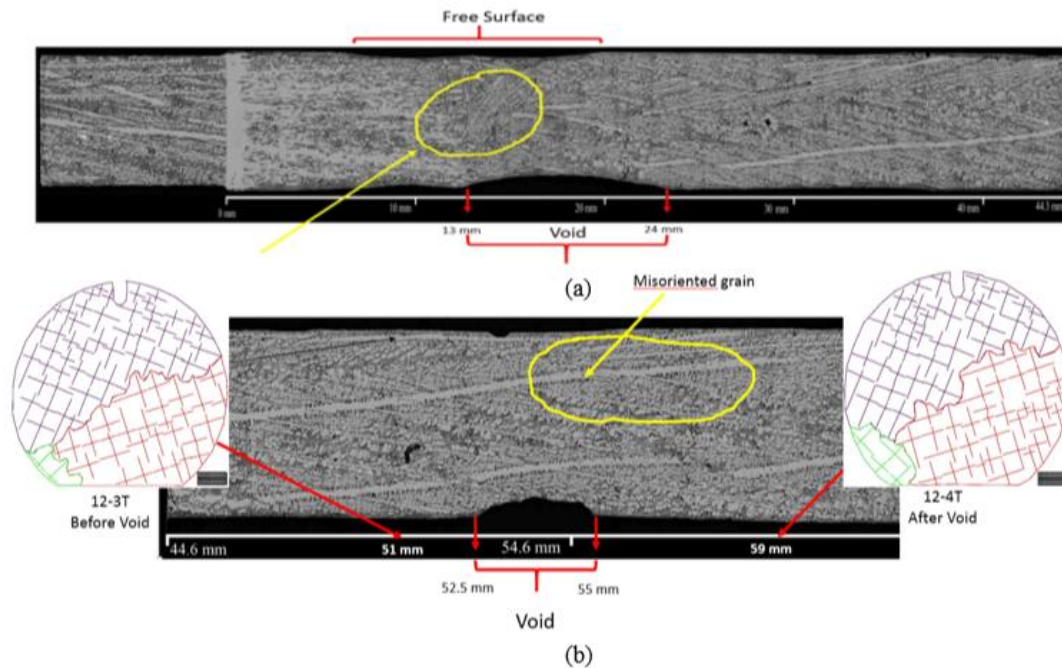 Free Surface
0 mm
10 mm
20 mm
30 mm
40 mm
44.3 mm
13 mm
Void
24 mm
(a)
Misoriented grain
12-3T
Before Void
12-4T
After Void
44.6 mm
51 mm
54.6 mm
59 mm
52.5 mm
55 mm
Void
(b)